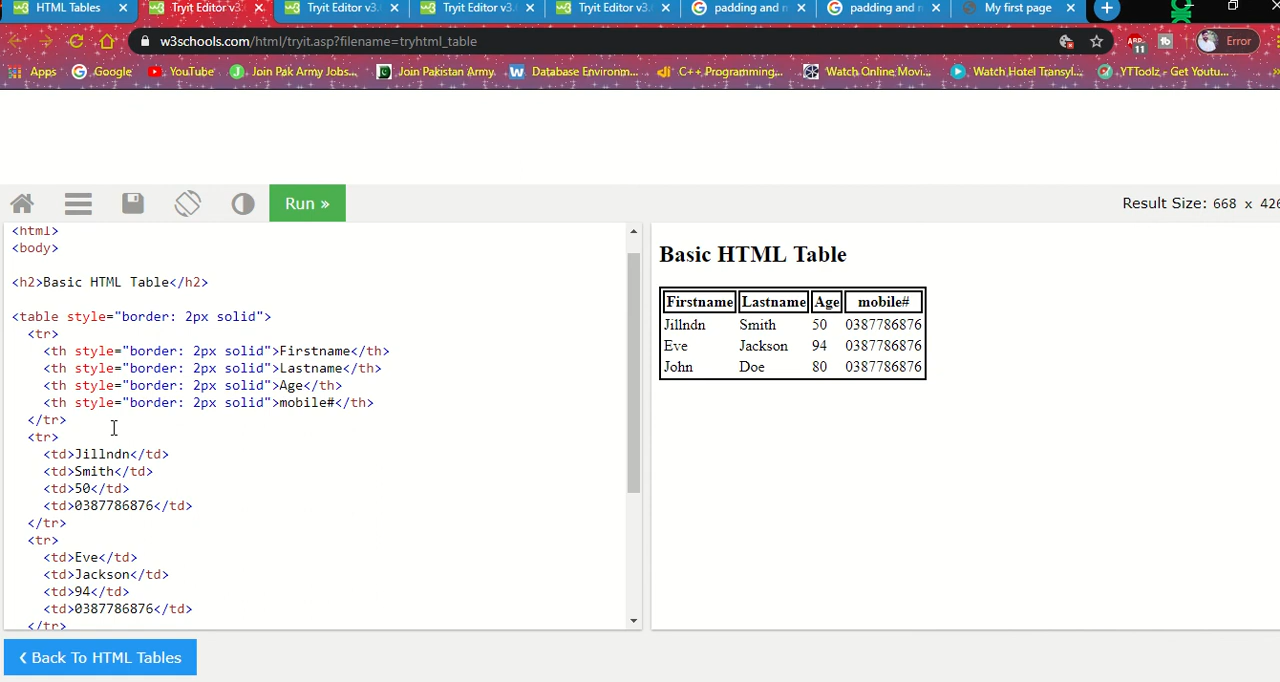 HTML Tables
Tryit Editor v3.
Tryit Editor v3.
Tryit Editor v3.
Tryit Editor v3.
padding and
padding and
My first page
w3schools.com/html/tryit.asp?filename=tryhtml_table
ABP
11
fb
Error
Apps
Google
YouTube
Join Pak Army Jobs...
Join Pakistan Army
Database Environm...
C++ Programming,...
Watch Online Movi...
Watch Hotel Transyl...
YTToolz - Get Youtu...
Run »
Result Size: 668 x 426
<html>
<body>
<h2>Basic HTML Table</h2>
<table style="border: 2px solid">
<tr>
<th style="border: 2px solid">Firstname</th>
<th style="border: 2px solid">Lastname</th>
<th style="border: 2px solid">Age</th>
<th style="border: 2px solid">mobile#</th>
</tr>
<tr>
<td>Jillndn</td>
<td>Smith</td>
<td>50</td>
<td>0387786876</td>
</tr>
<tr>
<td>Eve</td>
<td>Jackson</td>
<td>94</td>
<td>0387786876</td>
</tr>
Basic HTML Table
Firstname Lastname Age mobile#
Jillndn Smith 50 0387786876
Eve Jackson 94 0387786876
John Doe 80 0387786876
❮ Back To HTML Tables